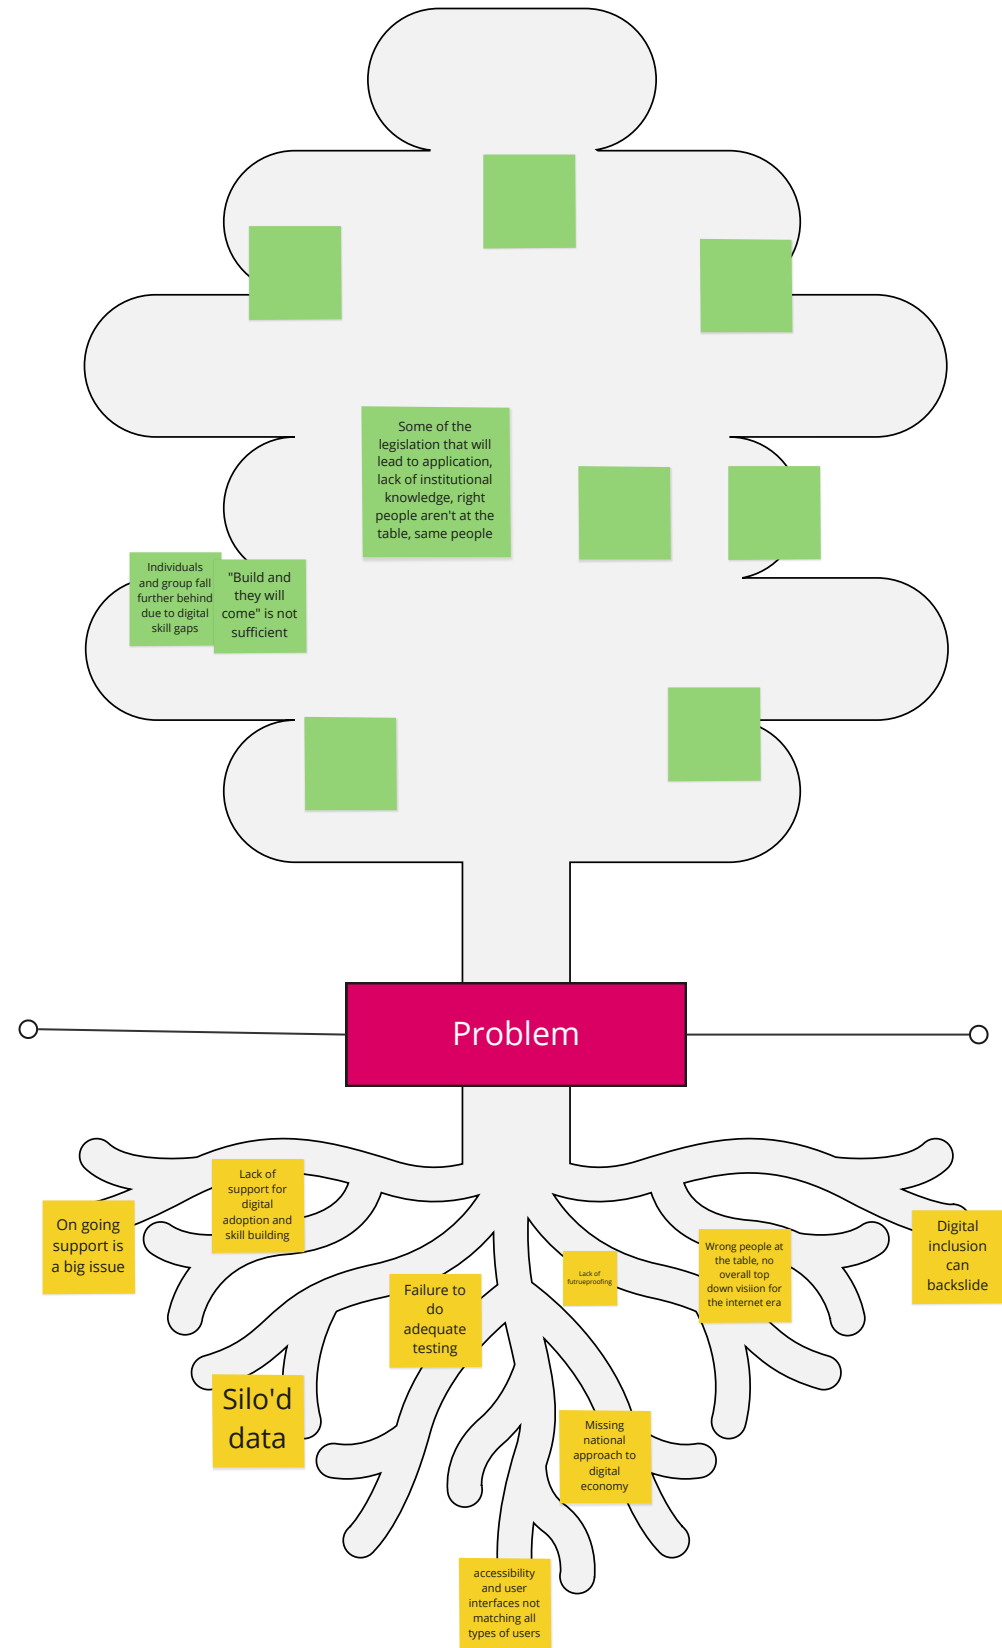 Some of the
legislation that will
lead to application,
lack of institutional
knowledge, right
people aren't at the
table, same people
Individuals
and group fall
further behind
due to digital
skill gaps
"Build and
they will
come" is not
sufficient
Problem
Lack of
support for
digital
adoption and
skill building
On going
support is
a big issue
Failure to
do
adequate
testing
Lack of
futrueproofing
Wrong people at
the table, no
overall top
down visiion for
the internet era
Digital
inclusion
can
backslide
Silo'd
data
Missing
national
approach to
digital
economy
accessibility
and user
interfaces not
matching all
types of users